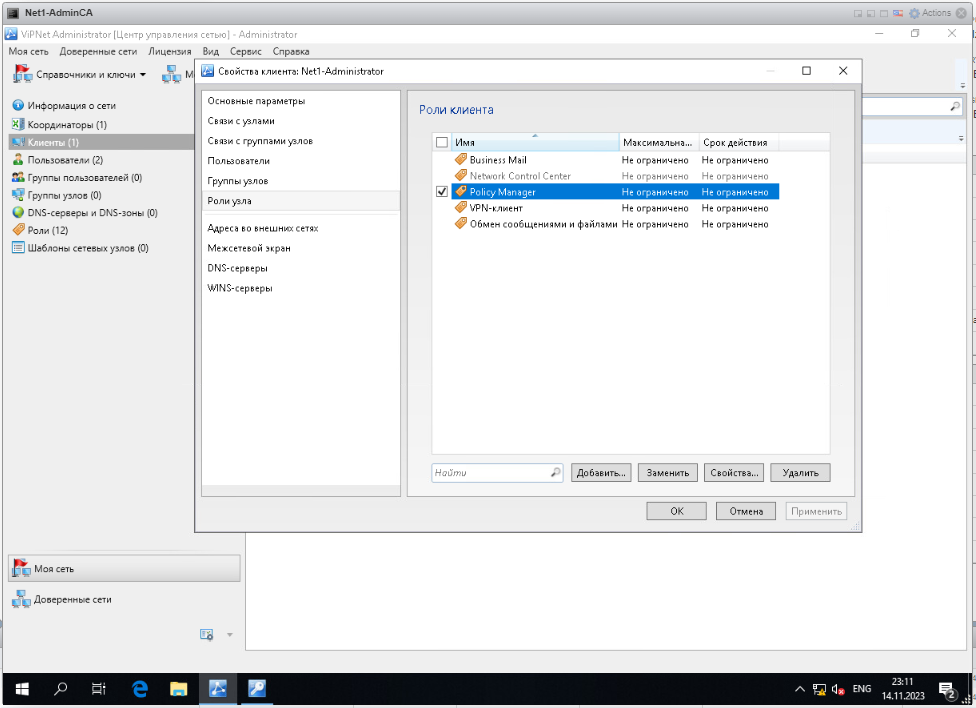 Net1-AdminCA
Actions
ViPNet Administrator [Центр управления сетью] - Administrator
Моя сеть Доверенные сети Лицензия Вид Сервис Справка
Справочники и ключи
Свойства клиента: Net1-Administrator
Информация о сети
Координаторы (1)
Клиенты (1)
Пользователи (2)
Группы пользователей (0)
Группы узлов (0)
DNS-серверы и DNS-зоны (0)
Роли (12)
Шаблоны сетевых узлов (0)
Основные параметры
Связи с узлами
Связи с группами узлов
Пользователи
Группы узлов
Роли узла
Адреса во внешних сетях
Межсетевой экран
DNS-серверы
WINS-серверы
Роли клиента
Имя Максимальна... Срок действия
Business Mail Не ограничено Не ограничено
Network Control Center Не ограничено Не ограничено
Policy Manager Не ограничено Не ограничено
VPN-клиент Не ограничено Не ограничено
Обмен сообщениями и файлами Не ограничено Не ограничено
Найти Добавить... Заменить Свойства... Удалить
OK Отмена Применить
Моя сеть
Доверенные сети
ENG
23:11
14.11.2023
2